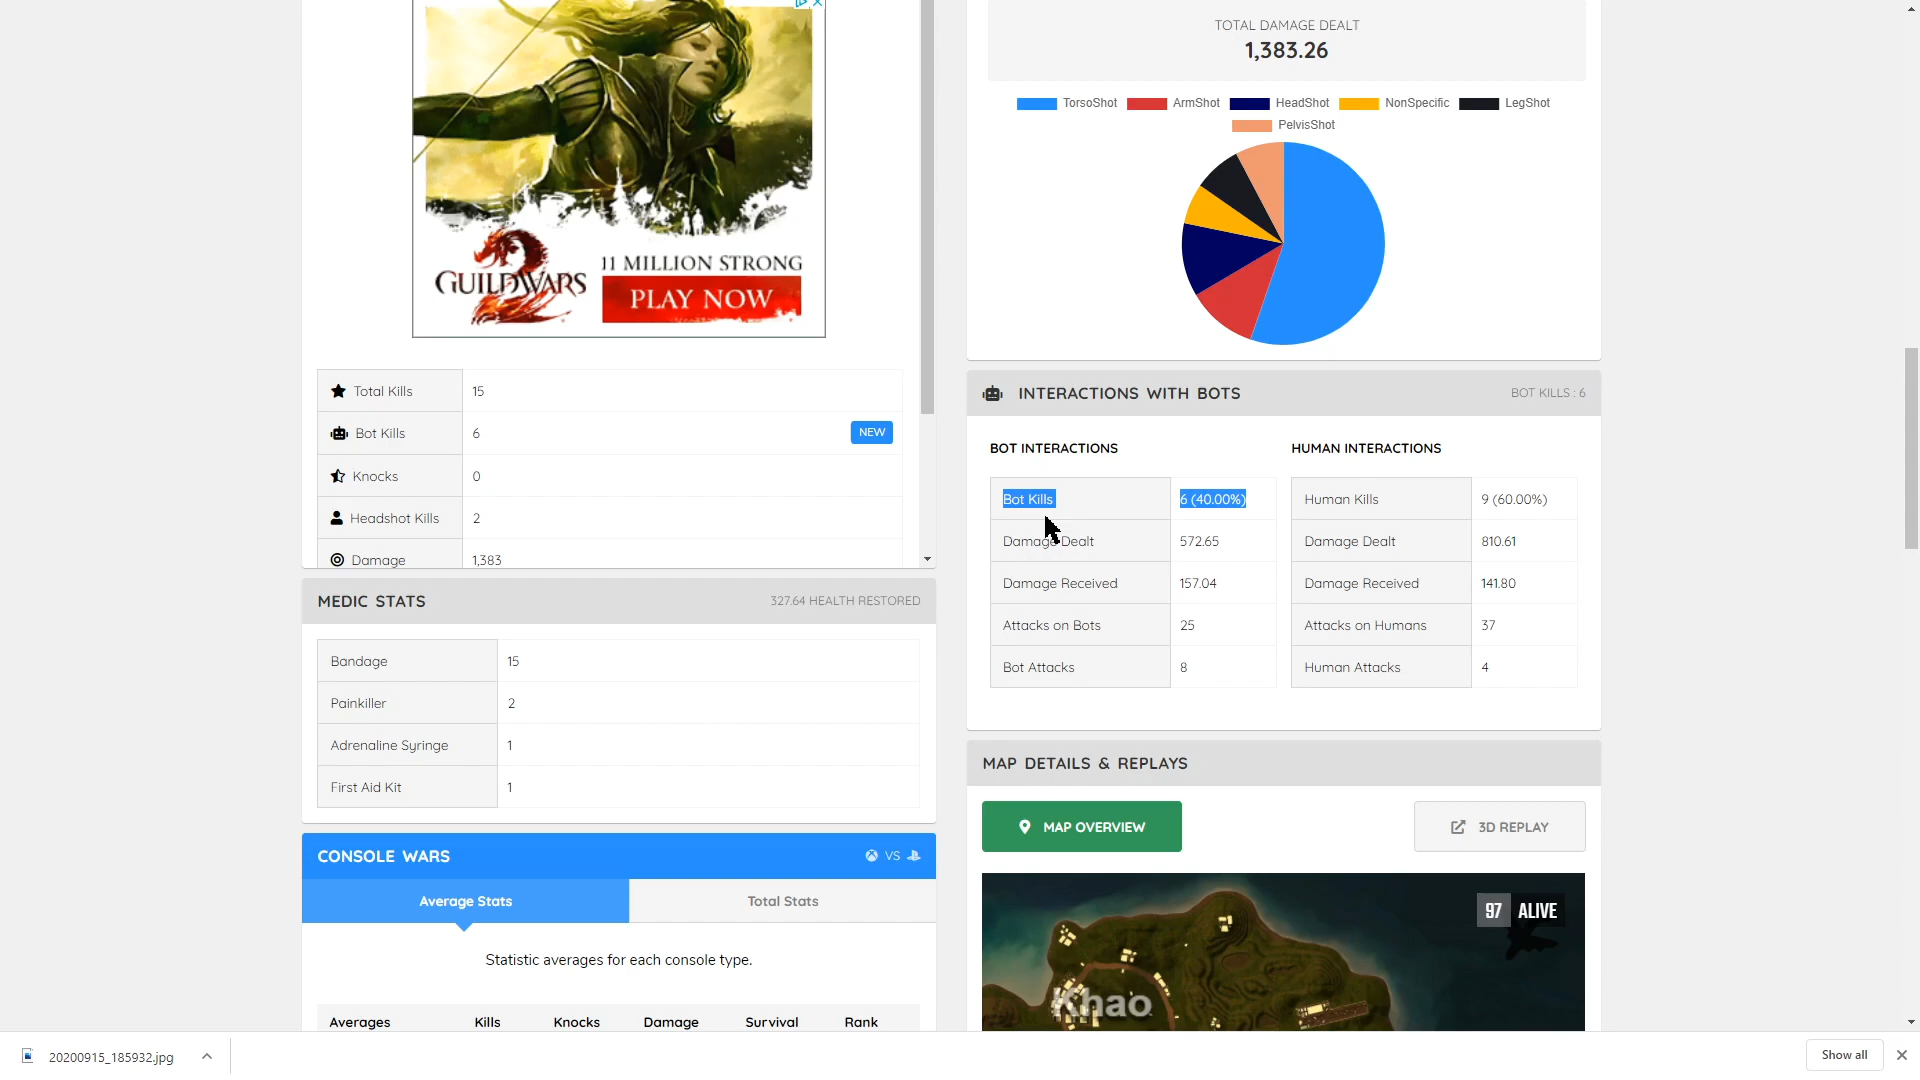 GUILDWARS
11 MILLION STRONG
PLAY NOW
Total Kills 15
Bot Kills 6 NEW
Knocks 0
Headshot Kills 2
Damage 1,383
MEDIC STATS 327.64 HEALTH RESTORED
Bandage 15
Painkiller 2
Adrenaline Syringe 1
First Aid Kit 1
CONSOLE WARS VS
Average Stats Total Stats
Statistic averages for each console type.
Averages Kills Knocks Damage Survival Rank
TOTAL DAMAGE DEALT
1,383.26
TorsoShot ArmShot HeadShot NonSpecific LegShot
PelvisShot
INTERACTIONS WITH BOTS BOT KILLS : 6
BOT INTERACTIONS HUMAN INTERACTIONS
Bot Kills 6 (40.00%) Human Kills 9 (60.00%)
Damage Dealt 572.65 Damage Dealt 810.61
Damage Received 157.04 Damage Received 141.80
Attacks on Bots 25 Attacks on Humans 37
Bot Attacks 8 Human Attacks 4
MAP DETAILS & REPLAYS
MAP OVERVIEW 3D REPLAY
97 ALIVE
Khao
20200915_185932.jpg Show all